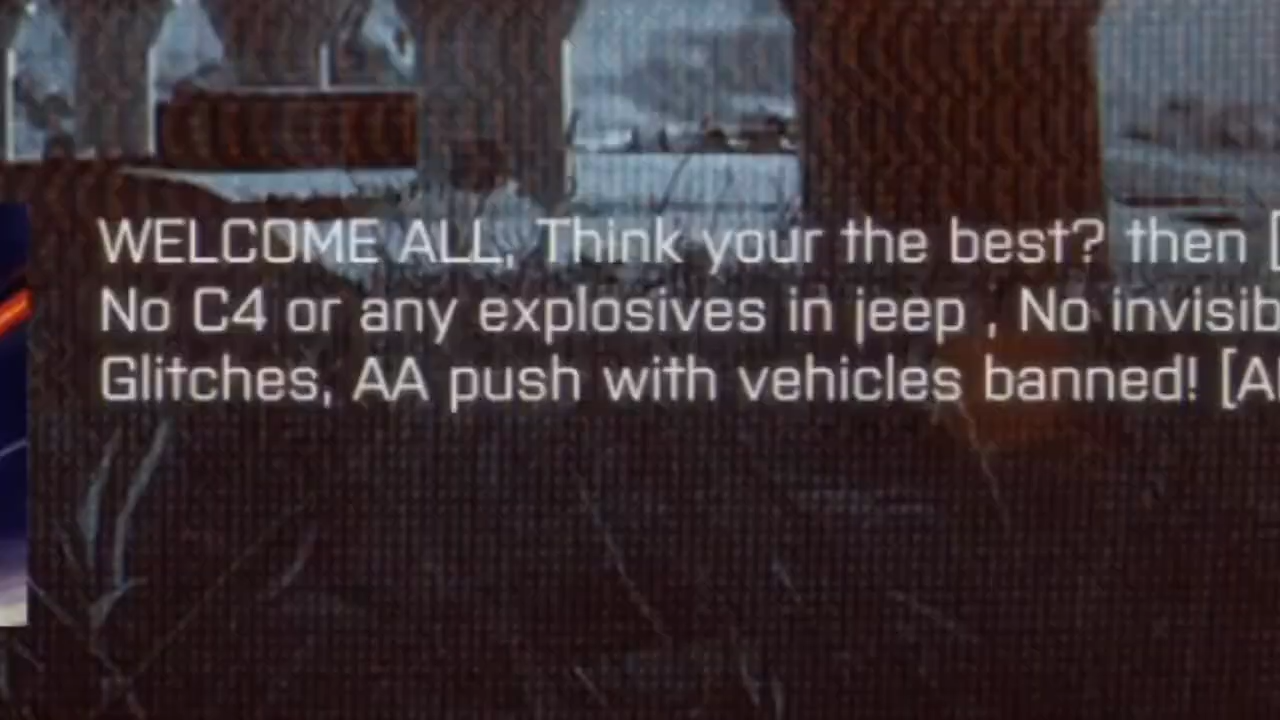 WELCOME ALL, Think your the best? then [
No C4 or any explosives in jeep , No invisib
Glitches, AA push with vehicles banned! [A